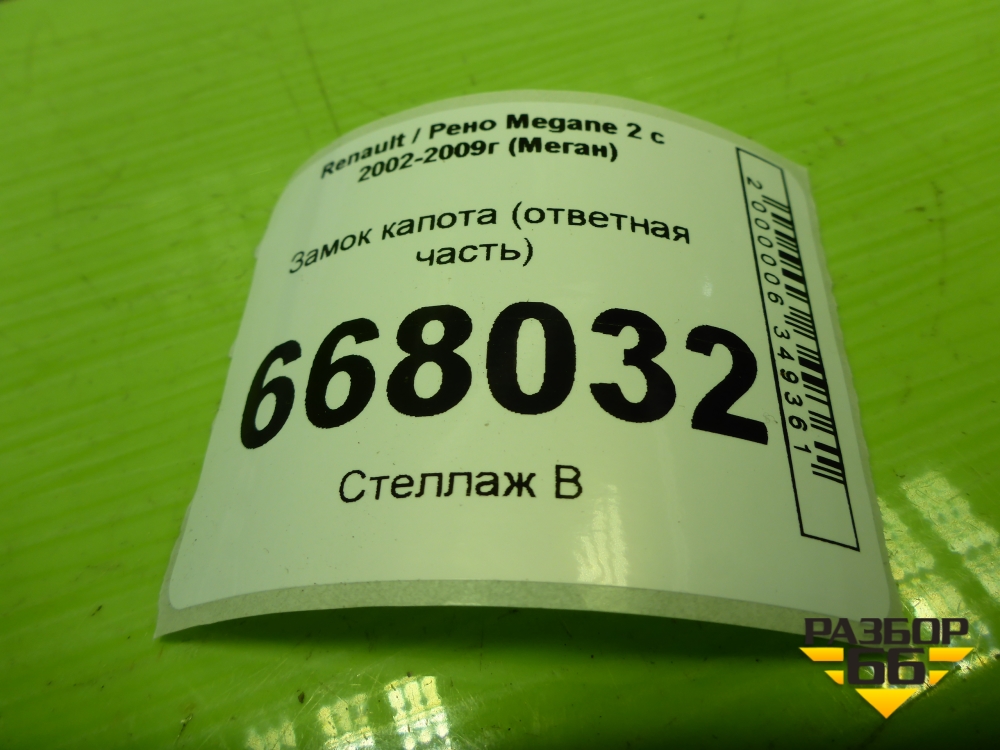 Renault / Рено Megane 2 с
2002-2009г (Меган)
Замок капота (ответная
часть)
668032
Стеллаж В
2000006349361
РАЗБОР
66